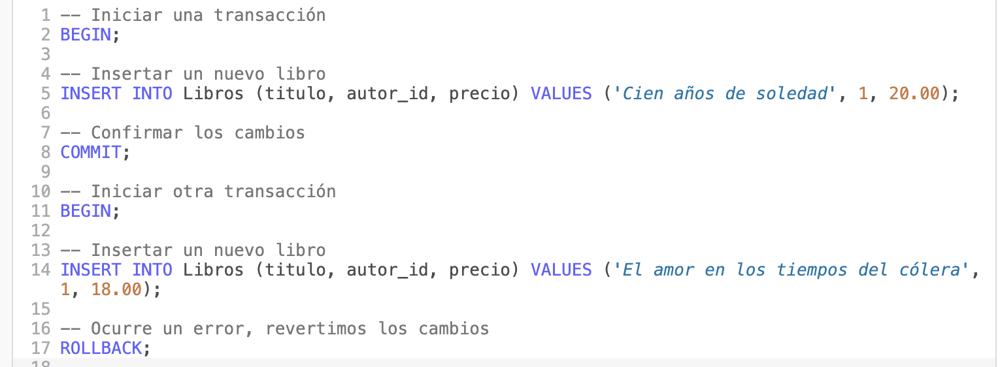 1 -- Iniciar una transacción
2 BEGIN;
3
4 -- Insertar un nuevo libro
5 INSERT INTO Libros (titulo, autor_id, precio) VALUES ('Cien años de soledad', 1, 20.00);
6
7 -- Confirmar los cambios
8 COMMIT;
9
10 -- Iniciar otra transacción
11 BEGIN;
12
13 -- Insertar un nuevo libro
14 INSERT INTO Libros (titulo, autor_id, precio) VALUES ('El amor en los tiempos del cólera',
1, 18.00);
15
16 -- Ocurre un error, revertimos los cambios
17 ROLLBACK;
18